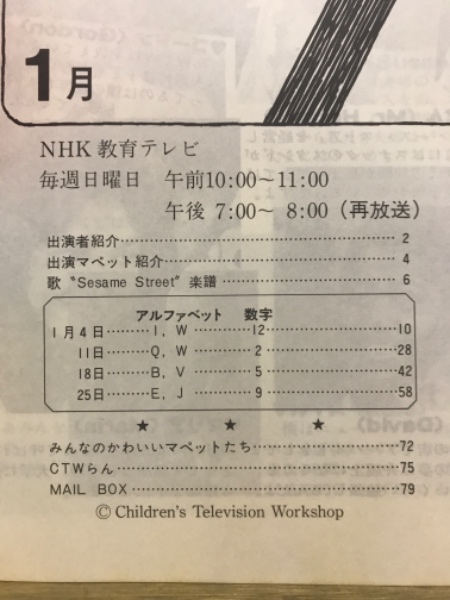 1月
NHK 教育テレビ
毎週日曜日 午前10:00〜11:00
午後 7:00〜 8:00（再放送）
出演者紹介……………………………………… 2
出演マペット紹介……………………………… 4
歌〝Sesame Street〞楽譜……………………… 6
アルファベット 数字
1月4日………I, W …………12……………………10
11日………Q, W ………… 2 ……………………28
18日………B, V ………… 5 ……………………42
25日………E, J ………… 9 ……………………58
★ ★ ★
みんなのかわいいマペットたち…………………72
CTWらん……………………………………………75
MAIL BOX…………………………………………79
© Children's Television Workshop